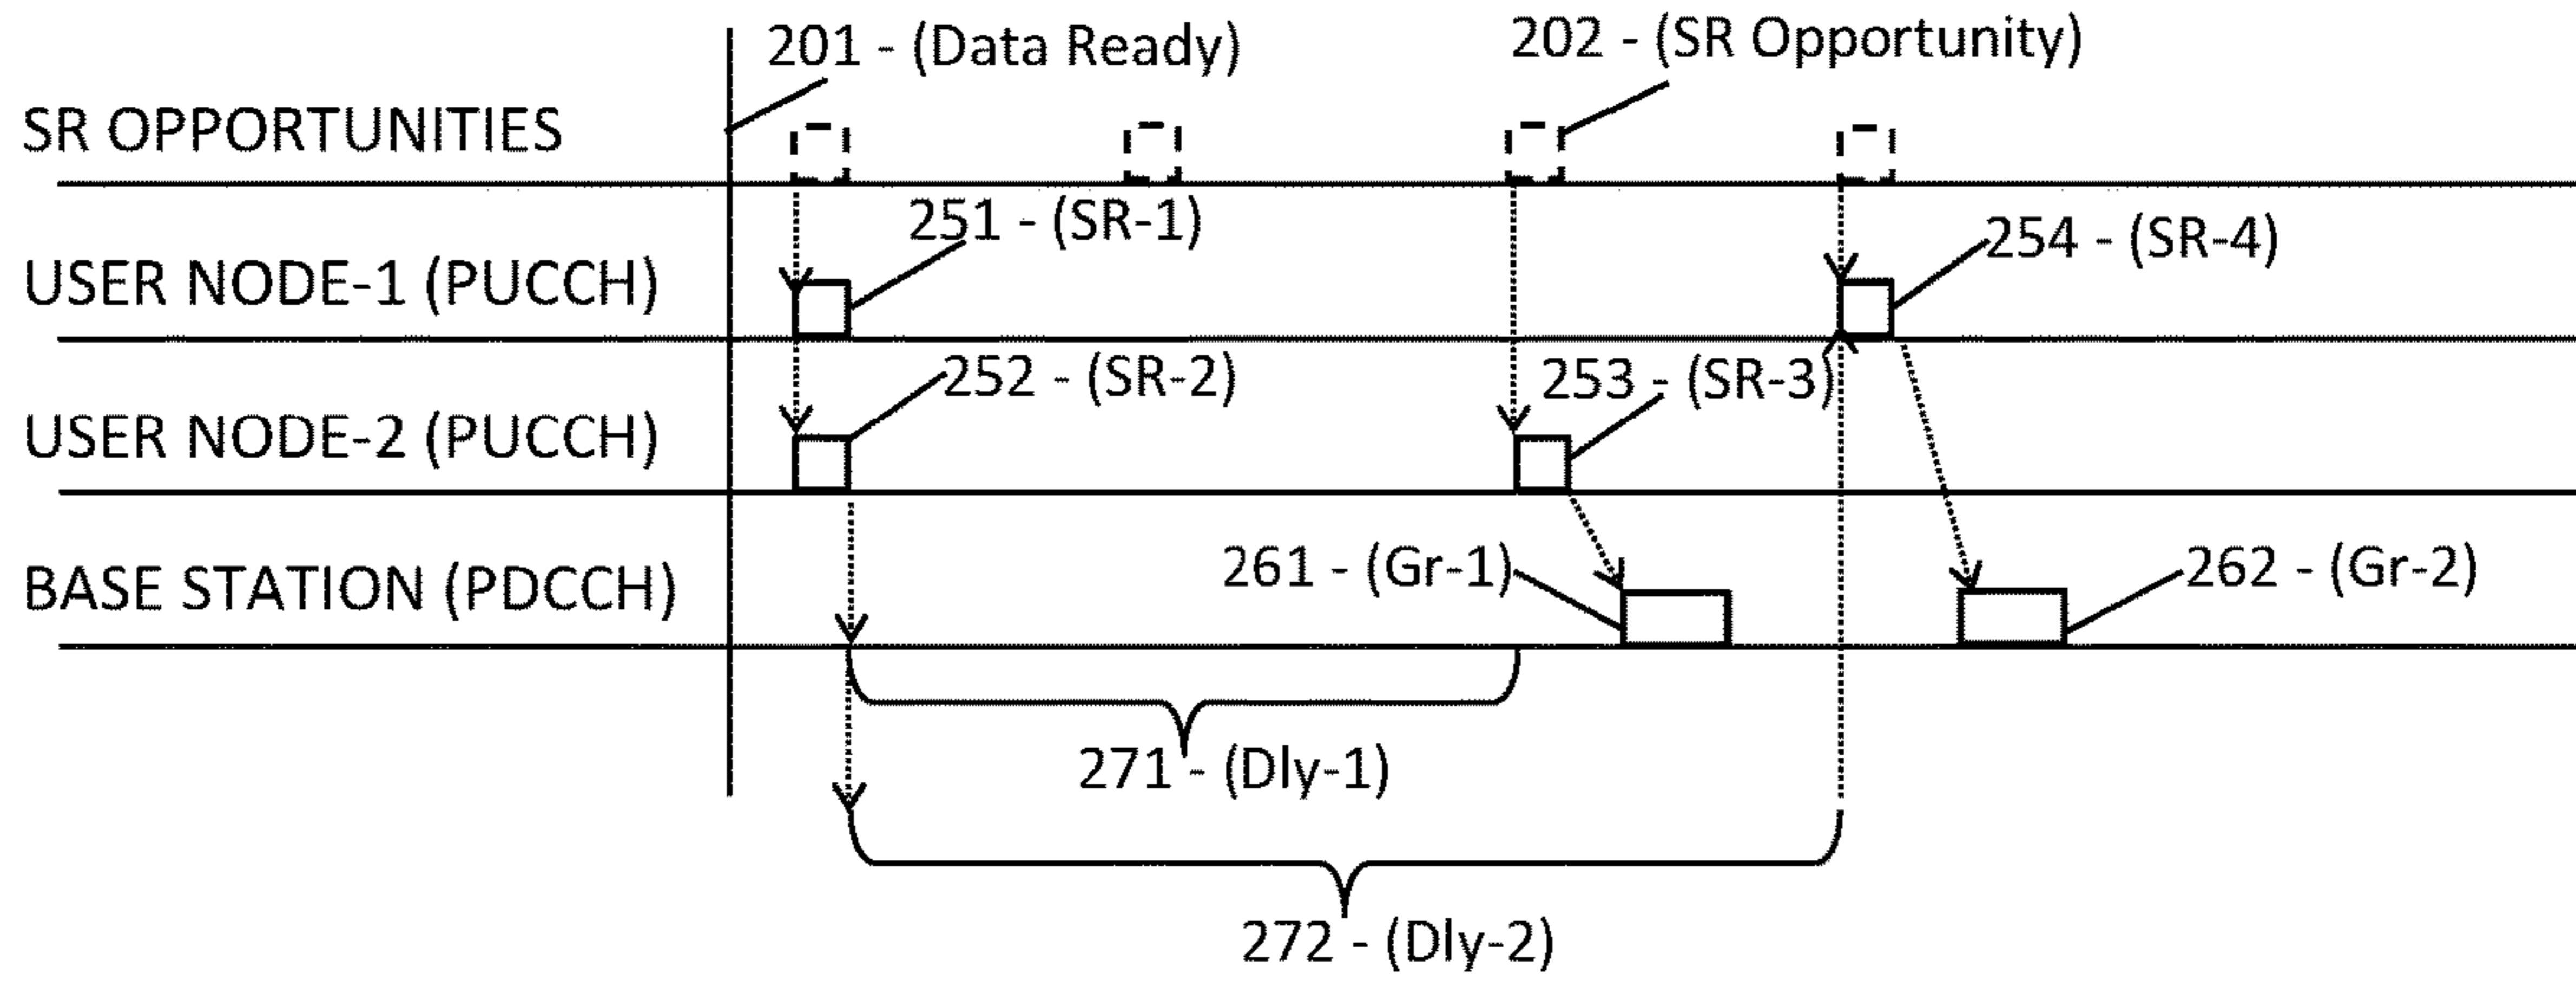 201 - (Data Ready)
202 - (SR Opportunity)
SR OPPORTUNITIES
251 - (SR-1)
254 - (SR-4)
USER NODE-1 (PUCCH)
252 - (SR-2)
253 - (SR-3)
USER NODE-2 (PUCCH)
261 - (Gr-1)
262 - (Gr-2)
BASE STATION (PDCCH)
271 - (Dly-1)
272 - (Dly-2)